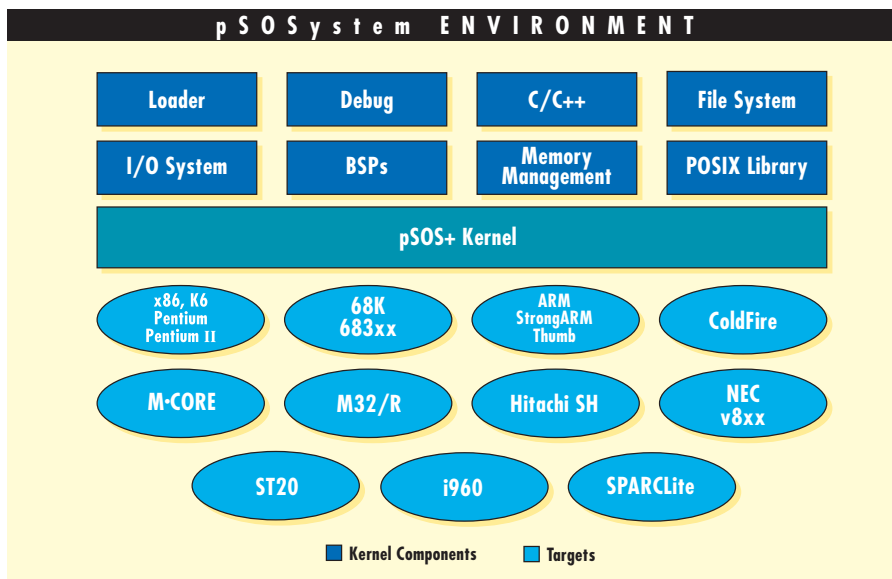 pSOSystem ENVIRONMENT
Loader
Debug
C/C++
File System
I/O System
BSPs
Memory
Management
POSIX Library
pSOS+ Kernel
x86, K6
Pentium
Pentium II
68K
683xx
ARM
StrongARM
Thumb
ColdFire
M•CORE
M32/R
Hitachi SH
NEC
v8xx
ST20
i960
SPARCLite
Kernel Components
Targets